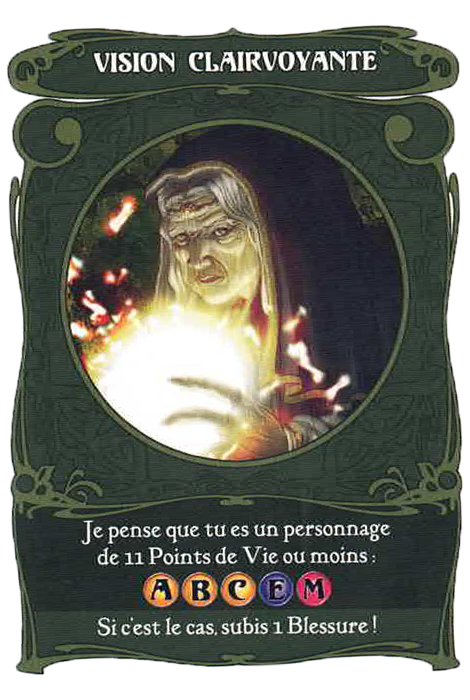 VISION CLAIRVOYANTE
Je pense que tu es un personnage
de 11 Points de Vie ou moins :
A B C E M
Si c'est le cas, subis 1 Blessure !